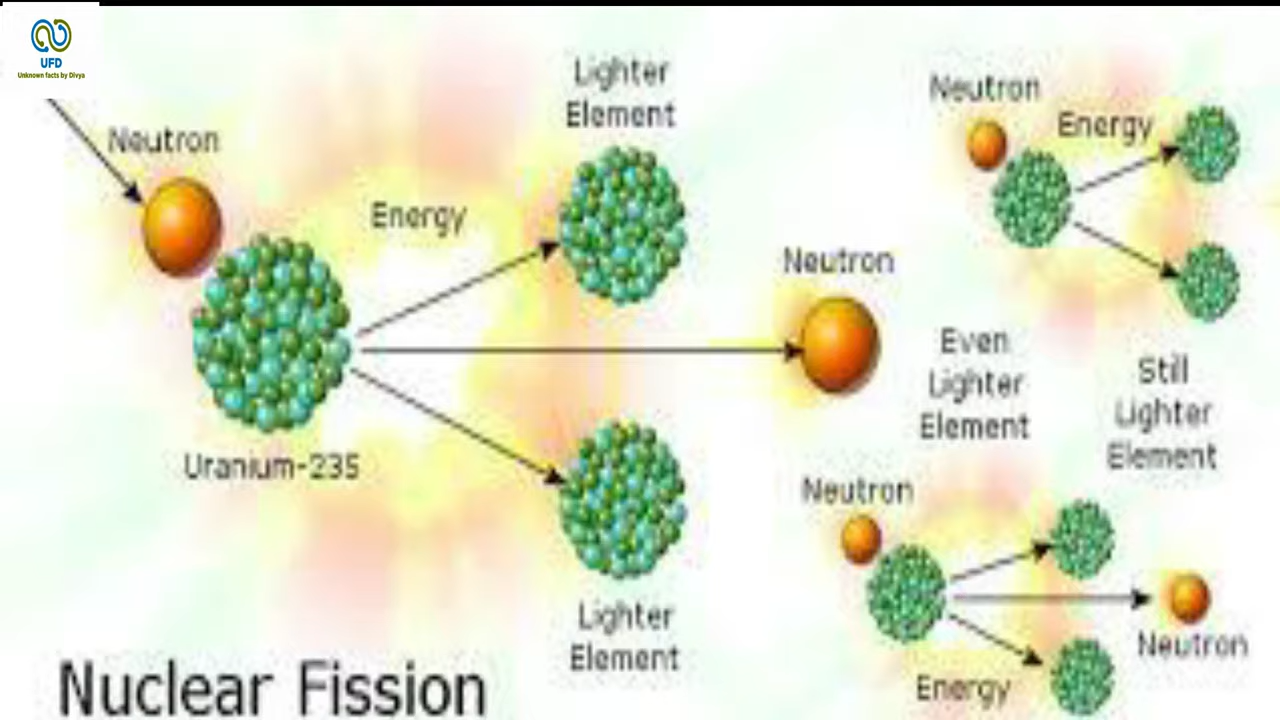 UFD
Unknown facts by Divya
Neutron
Uranium-235
Energy
Lighter
Element
Neutron
Lighter
Element
Neutron
Energy
Even
Lighter
Element
Still
Lighter
Element
Neutron
Energy
Neutron
Nuclear Fission